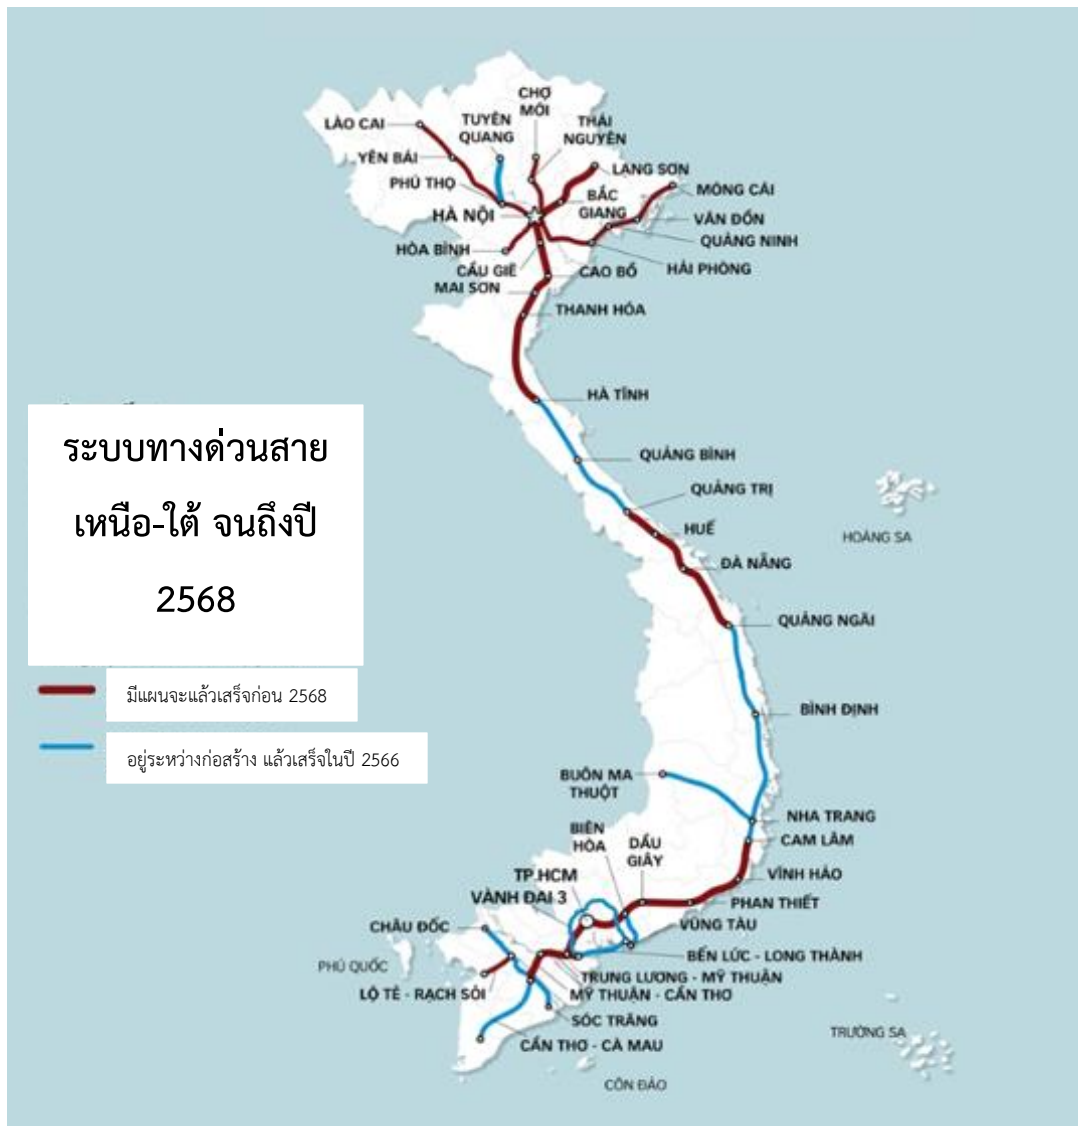 CHỢ
MỚI
LÀO CAI
TUYÊN
QUANG
THÁI
NGUYÊN
YÊN BÁI
LẠNG SƠN
PHÚ THỌ
MÓNG CÁI
BẮC
GIANG
HÀ NỘI
VÂN ĐỒN
QUẢNG NINH
HÒA BÌNH
HẢI PHÒNG
CẦU GIẼ
CAO BỒ
MAI SƠN
THANH HÓA
HÀ TĨNH
ระบบทางด่วนสาย
เหนือ-ใต้ จนถึงปี
2568
QUẢNG BÌNH
QUẢNG TRỊ
HUẾ
HOÀNG SA
ĐÀ NẴNG
QUẢNG NGÃI
มีแผนจะแล้วเสร็จก่อน 2568
BÌNH ĐỊNH
อยู่ระหว่างก่อสร้าง แล้วเสร็จในปี 2566
BUÔN MA
THUỘT
NHA TRANG
BIÊN
HÒA
DẦU
GIÂY
CAM LÂM
TP.HCM
VĨNH HẢO
VÀNH ĐAI 3
PHAN THIẾT
CHÂU ĐỐC
VŨNG TÀU
BẾN LỨC - LONG THÀNH
PHÚ QUỐC
TRUNG LƯƠNG - MỸ THUẬN
LỘ TẺ - RẠCH SỎI
MỸ THUẬN - CẦN THƠ
SÓC TRĂNG
TRƯỜNG SA
CẦN THƠ - CÀ MAU
CÔN ĐẢO